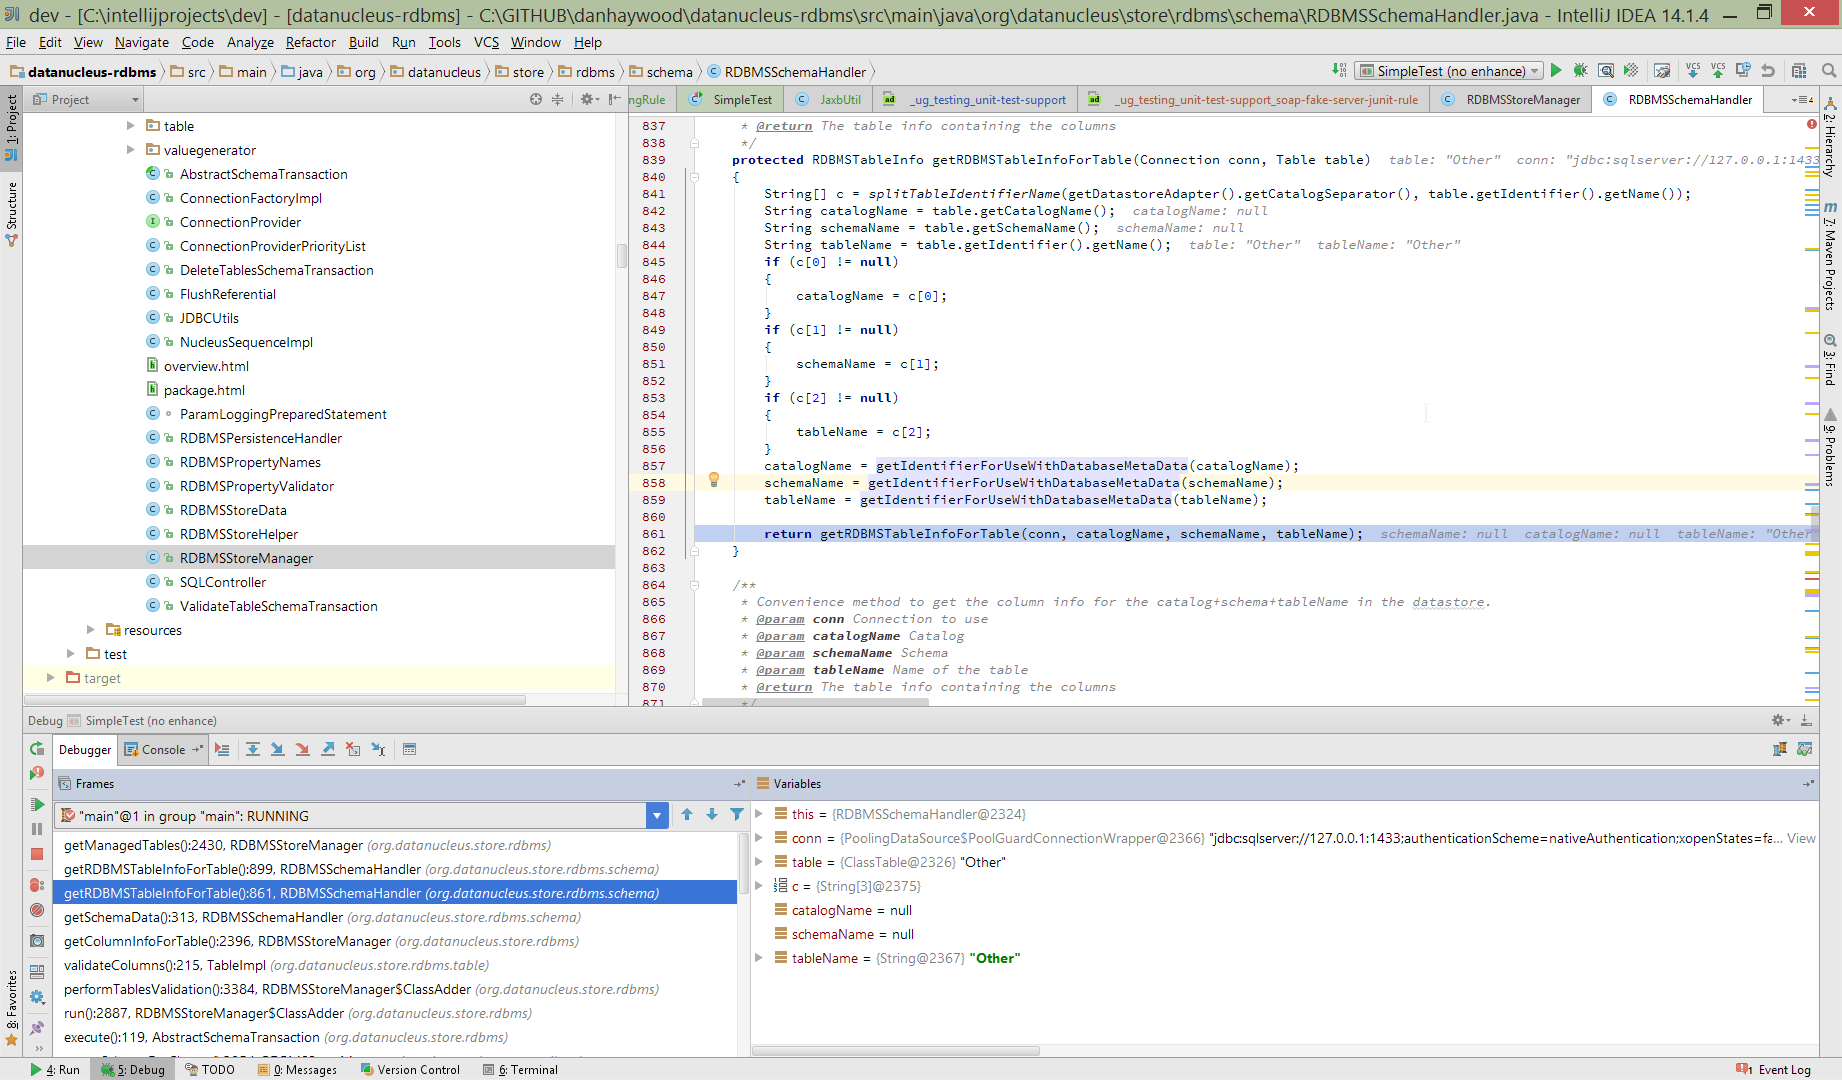 dev - [C:\intellijprojects\dev] - [datanucleus-rdbms] - C:\GITHUB\danhaywood\datanucleus-rdbms\src\main\java\org\datanucleus\store\rdbms\schema\RDBMSSchemaHandler.java - IntelliJ IDEA 14.1.4
File Edit View Navigate Code Analyze Refactor Build Run Tools VCS Window Help
datanucleus-rdbms src main java org datanucleus store rdbms schema RDBMSSchemaHandler SimpleTest (no enhance)
Project ngRule SimpleTest JaxbUtil _ug_testing_unit-test-support _ug_testing_unit-test-support_soap-fake-server-junit-rule RDBMSStoreManager RDBMSSchemaHandler
1: Project
Structure
8: Favorites
table
valuegenerator
AbstractSchemaTransaction
ConnectionFactoryImpl
ConnectionProvider
ConnectionProviderPriorityList
DeleteTablesSchemaTransaction
FlushReferential
JDBCUtils
NucleusSequenceImpl
overview.html
package.html
ParamLoggingPreparedStatement
RDBMSPersistenceHandler
RDBMSPropertyNames
RDBMSPropertyValidator
RDBMSStoreData
RDBMSStoreHelper
RDBMSStoreManager
SQLController
ValidateTableSchemaTransaction
resources
test
target
837 * @return The table info containing the columns
838 */
839 protected RDBMSTableInfo getRDBMSTableInfoForTable(Connection conn, Table table) table: "Other" conn: "jdbc:sqlserver://127.0.0.1:1433
840 {
841 String[] c = splitTableIdentifierName(getDatastoreAdapter().getCatalogSeparator(), table.getIdentifier().getName());
842 String catalogName = table.getCatalogName(); catalogName: null
843 String schemaName = table.getSchemaName(); schemaName: null
844 String tableName = table.getIdentifier().getName(); table: "Other" tableName: "Other"
845 if (c[0] != null)
846 {
847 catalogName = c[0];
848 }
849 if (c[1] != null)
850 {
851 schemaName = c[1];
852 }
853 if (c[2] != null)
854 {
855 tableName = c[2];
856 }
857 catalogName = getIdentifierForUseWithDatabaseMetaData(catalogName);
858 schemaName = getIdentifierForUseWithDatabaseMetaData(schemaName);
859 tableName = getIdentifierForUseWithDatabaseMetaData(tableName);
860
861 return getRDBMSTableInfoForTable(conn, catalogName, schemaName, tableName); schemaName: null catalogName: null tableName: "Other"
862 }
863
864 /**
865 * Convenience method to get the column info for the catalog+schema+tableName in the datastore.
866 * @param conn Connection to use
867 * @param catalogName Catalog
868 * @param schemaName Schema
869 * @param tableName Name of the table
870 * @return The table info containing the columns
871 */
2: Hierarchy
7: Maven Projects
3: Find
9: Problems
Debug SimpleTest (no enhance)
Debugger Console
Frames
"main"@1 in group "main": RUNNING
getManagedTables():2430, RDBMSStoreManager (org.datanucleus.store.rdbms)
getRDBMSTableInfoForTable():899, RDBMSSchemaHandler (org.datanucleus.store.rdbms.schema)
getRDBMSTableInfoForTable():861, RDBMSSchemaHandler (org.datanucleus.store.rdbms.schema)
getSchemaData():313, RDBMSSchemaHandler (org.datanucleus.store.rdbms.schema)
getColumnInfoForTable():2396, RDBMSStoreManager (org.datanucleus.store.rdbms)
validateColumns():215, TableImpl (org.datanucleus.store.rdbms.table)
performTablesValidation():3384, RDBMSStoreManager$ClassAdder (org.datanucleus.store.rdbms)
run():2887, RDBMSStoreManager$ClassAdder (org.datanucleus.store.rdbms)
execute():119, AbstractSchemaTransaction (org.datanucleus.store.rdbms)
Variables
this = {RDBMSSchemaHandler@2324}
conn = {PoolingDataSource$PoolGuardConnectionWrapper@2366} "jdbc:sqlserver://127.0.0.1:1433;authenticationScheme=nativeAuthentication;xopenStates=fa... View
table = {ClassTable@2326} "Other"
c = {String[3]@2375}
catalogName = null
schemaName = null
tableName = {String@2367} "Other"
4: Run 5: Debug TODO 0: Messages Version Control 6: Terminal 1 Event Log